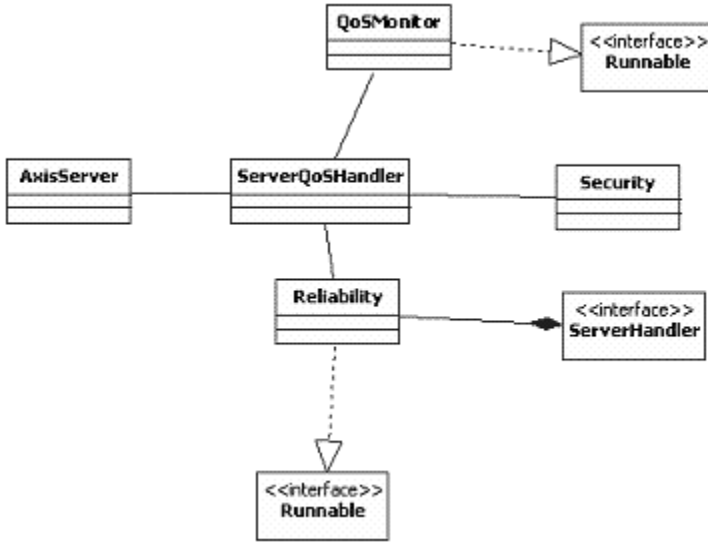 QoSMonitor
<<interface>>
Runnable
AxisServer
ServerQoSHandler
Security
Reliability
<<interface>>
ServerHandler
<<interface>>
Runnable